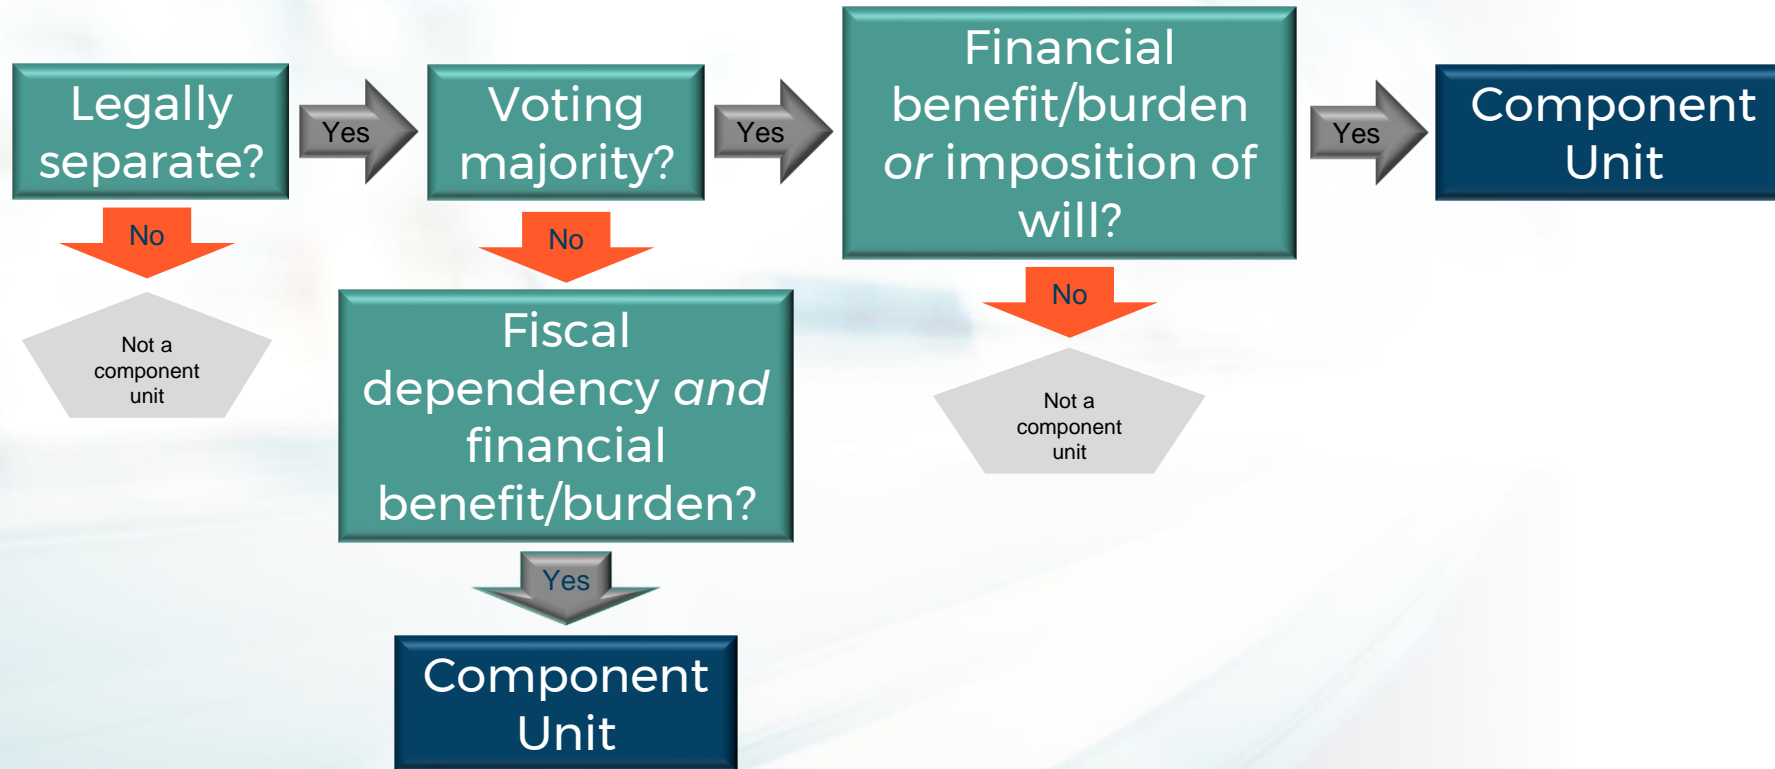 Legally
separate?
Yes
Voting
majority?
Yes
Financial
benefit/burden
or imposition of
will?
Yes
Component
Unit
No
Not a
component
unit
No
Fiscal
dependency and
financial
benefit/burden?
Yes
Component
Unit
No
Not a
component
unit